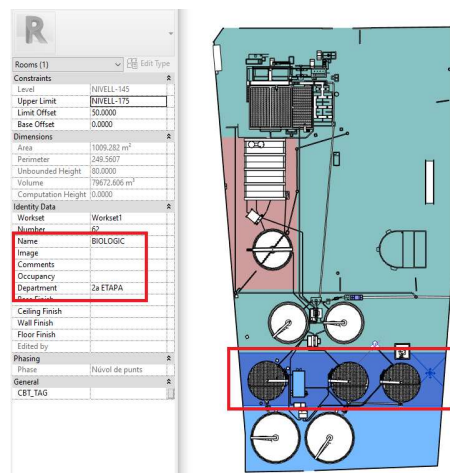 R
Rooms (1) Edit Type
Constraints
Level NIVELL-145
Upper Limit NIVELL-175
Limit Offset 50.0000
Base Offset 0.0000
Dimensions
Area 1009.282 m²
Perimeter 249.5607
Unbounded Height 80.0000
Volume 79672.606 m³
Computation Height 0.0000
Identity Data
Workset Workset1
Number 62
Name BIOLOGIC
Image
Comments
Occupancy
Department 2a ETAPA
Base Finish
Ceiling Finish
Wall Finish
Floor Finish
Edited by
Phasing
Phase Núvol de punts
General
CBT_TAG